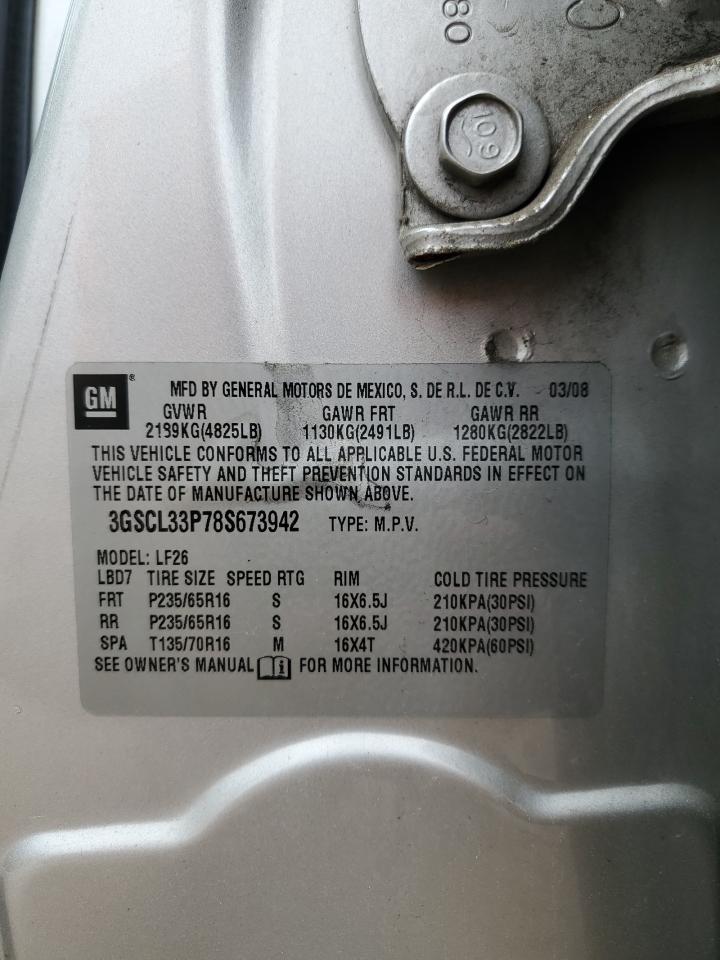 80
109
GM® MFD BY GENERAL MOTORS DE MEXICO, S. DE R.L. DE C.V. 03/08
GVWR GAWR FRT GAWR RR
2189KG(4825LB) 1130KG(2491LB) 1280KG(2822LB)
THIS VEHICLE CONFORMS TO ALL APPLICABLE U.S. FEDERAL MOTOR
VEHICLE SAFETY AND THEFT PREVENTION STANDARDS IN EFFECT ON
THE DATE OF MANUFACTURE SHOWN ABOVE.
3GSCL33P78S673942 TYPE: M.P.V.
MODEL: LF26
LBD7 TIRE SIZE SPEED RTG RIM COLD TIRE PRESSURE
FRT P235/65R16 S 16X6.5J 210KPA(30PSI)
RR P235/65R16 S 16X6.5J 210KPA(30PSI)
SPA T135/70R16 M 16X4T 420KPA(60PSI)
SEE OWNER'S MANUAL i FOR MORE INFORMATION.